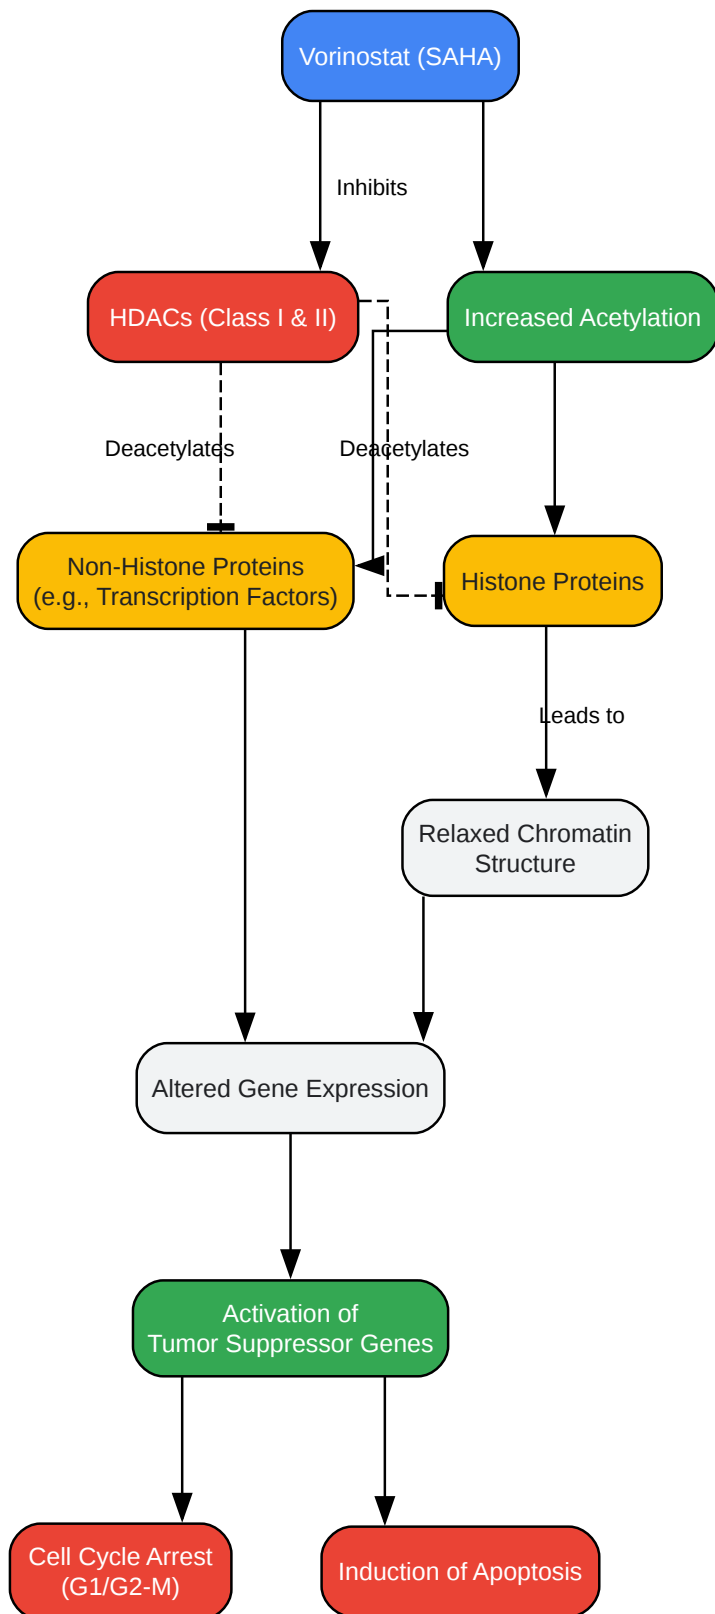 Vorinostat (SAHA)
Inhibits
HDACs (Class I & II)
Increased Acetylation
Deacetylates
Deacetylates
Non-Histone Proteins
(e.g., Transcription Factors)
Histone Proteins
Leads to
Relaxed Chromatin
Structure
Altered Gene Expression
Activation of
Tumor Suppressor Genes
Cell Cycle Arrest
(G1/G2-M)
Induction of Apoptosis